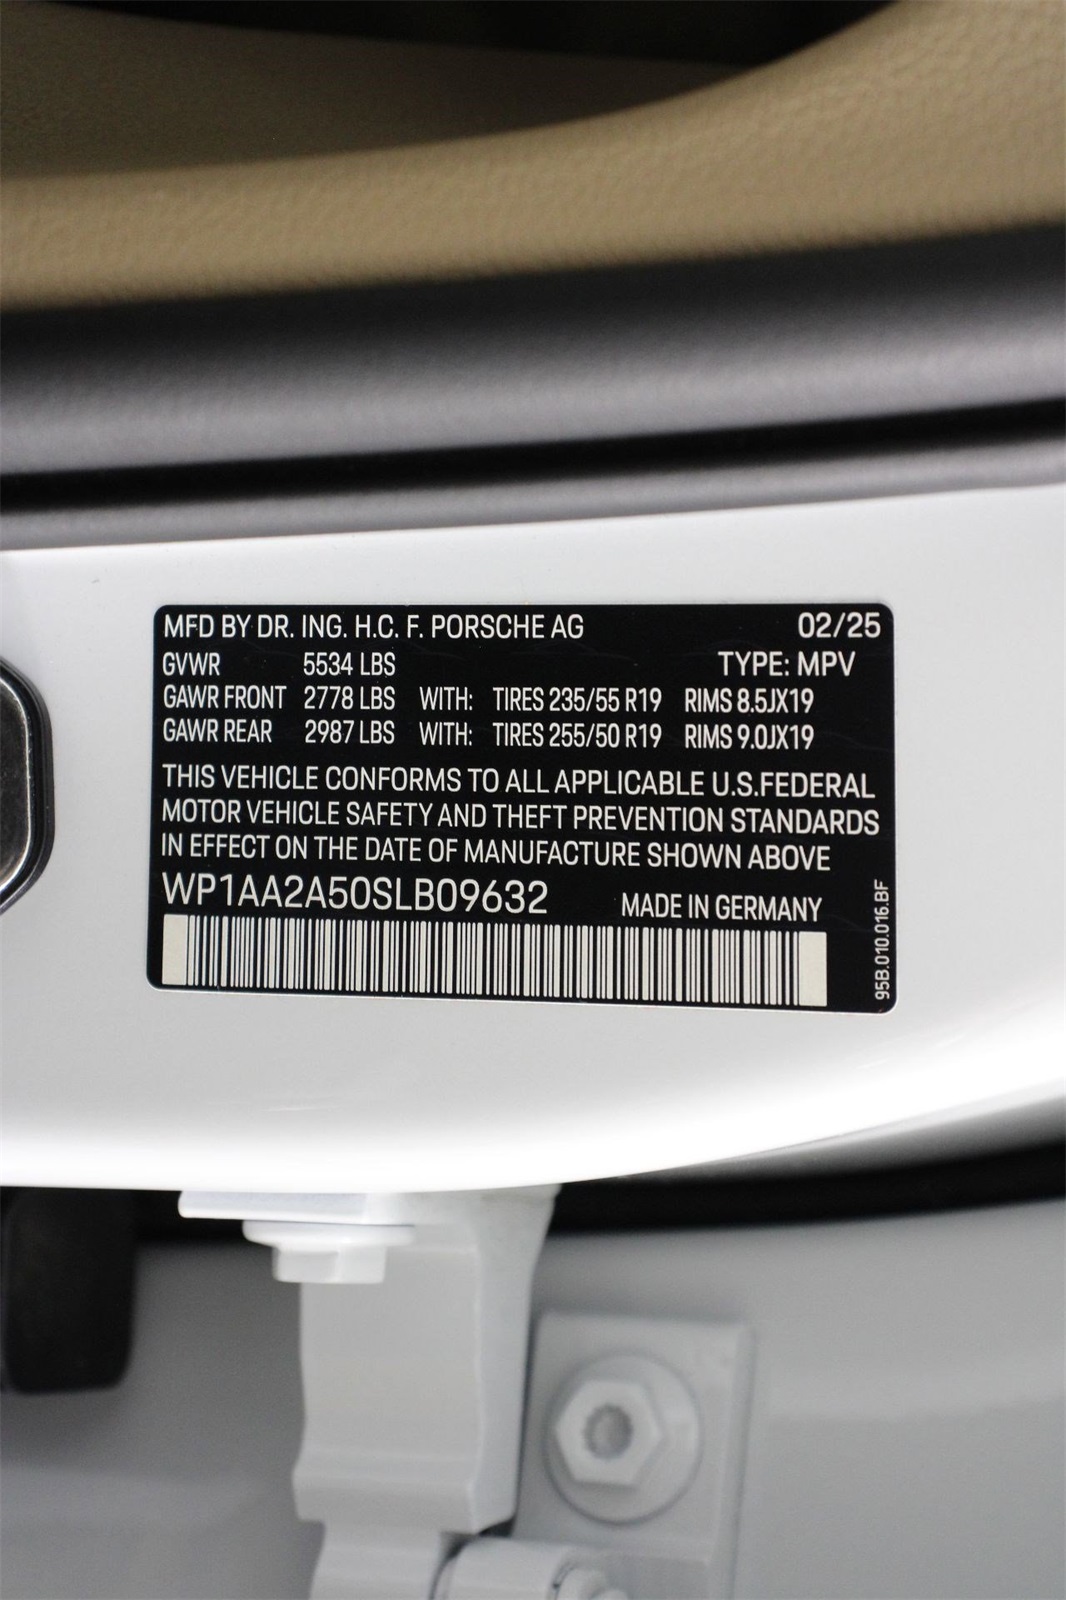 MFD BY DR. ING. H.C. F. PORSCHE AG 02/25
GVWR 5534 LBS TYPE: MPV
GAWR FRONT 2778 LBS WITH: TIRES 235/55 R19 RIMS 8.5JX19
GAWR REAR 2987 LBS WITH: TIRES 255/50 R19 RIMS 9.0JX19
THIS VEHICLE CONFORMS TO ALL APPLICABLE U.S.FEDERAL
MOTOR VEHICLE SAFETY AND THEFT PREVENTION STANDARDS
IN EFFECT ON THE DATE OF MANUFACTURE SHOWN ABOVE
WP1AA2A50SLB09632 MADE IN GERMANY
95B.010.016.BF